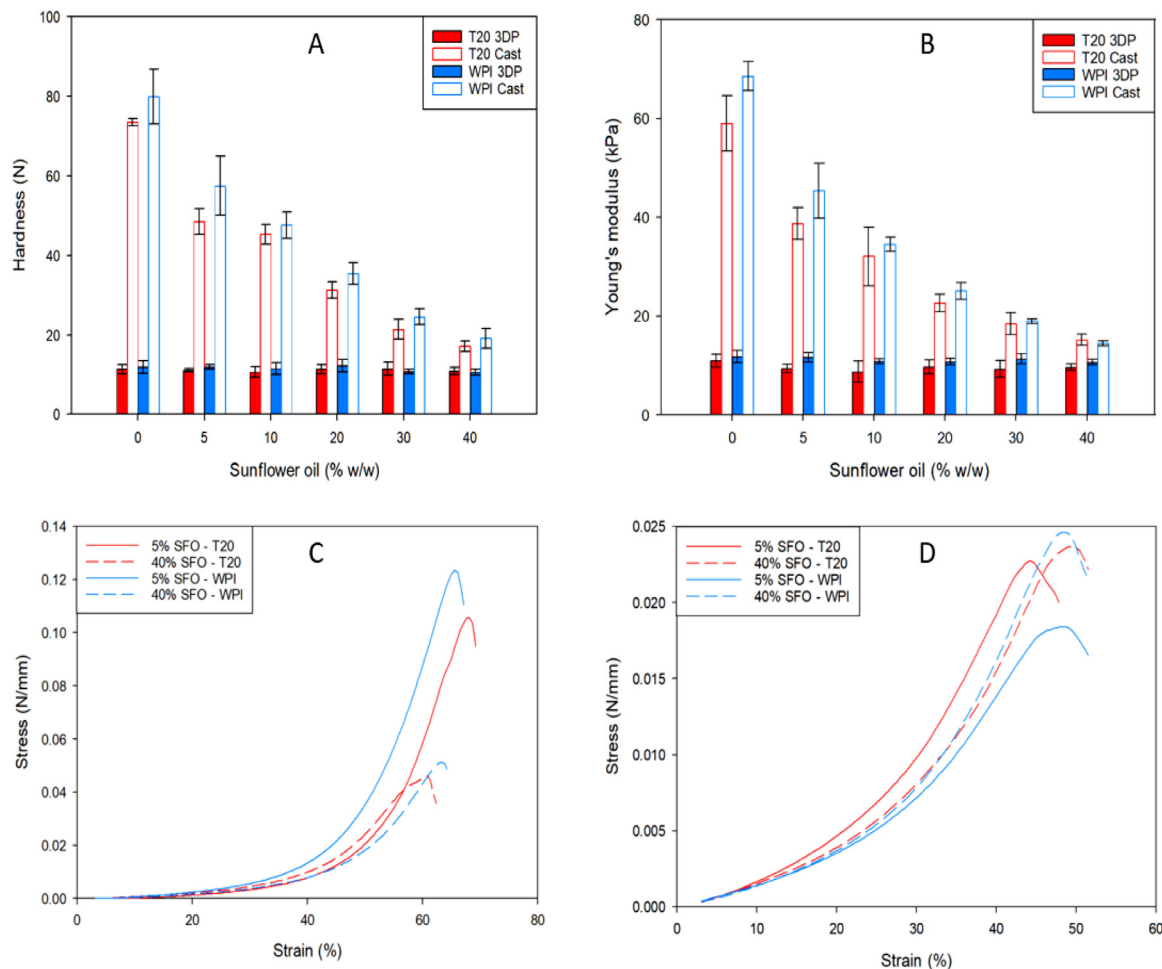 A
T20 3DP
T20 Cast
WPI 3DP
WPI Cast
Hardness (N)
100
80
60
40
20
0
0 5 10 20 30 40
Sunflower oil (% w/w)
B
T20 3DP
T20 Cast
WPI 3DP
WPI Cast
Young's modulus (kPa)
80
60
40
20
0
0 5 10 20 30 40
Sunflower oil (% w/w)
C
5% SFO - T20
40% SFO - T20
5% SFO - WPI
40% SFO - WPI
Stress (N/mm)
0.14
0.12
0.10
0.08
0.06
0.04
0.02
0.00
0 20 40 60 80
Strain (%)
D
5% SFO - T20
40% SFO - T20
5% SFO - WPI
40% SFO - WPI
Stress (N/mm)
0.025
0.020
0.015
0.010
0.005
0.000
0 10 20 30 40 50 60
Strain (%)